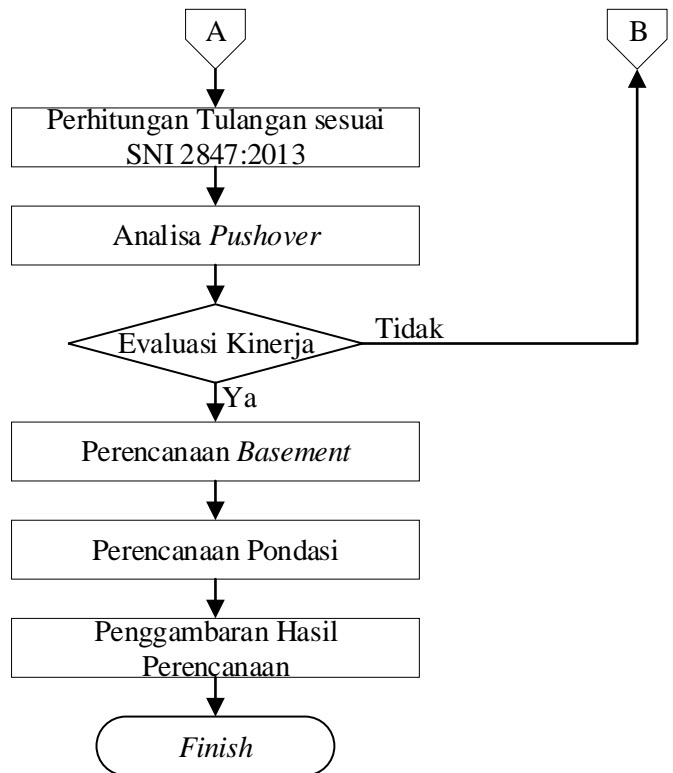 A
B
Perhitungan Tulangan sesuai
SNI 2847:2013
Analisa Pushover
Evaluasi Kinerja
Tidak
Ya
Perencanaan Basement
Perencanaan Pondasi
Penggambaran Hasil
Perencanaan
Finish